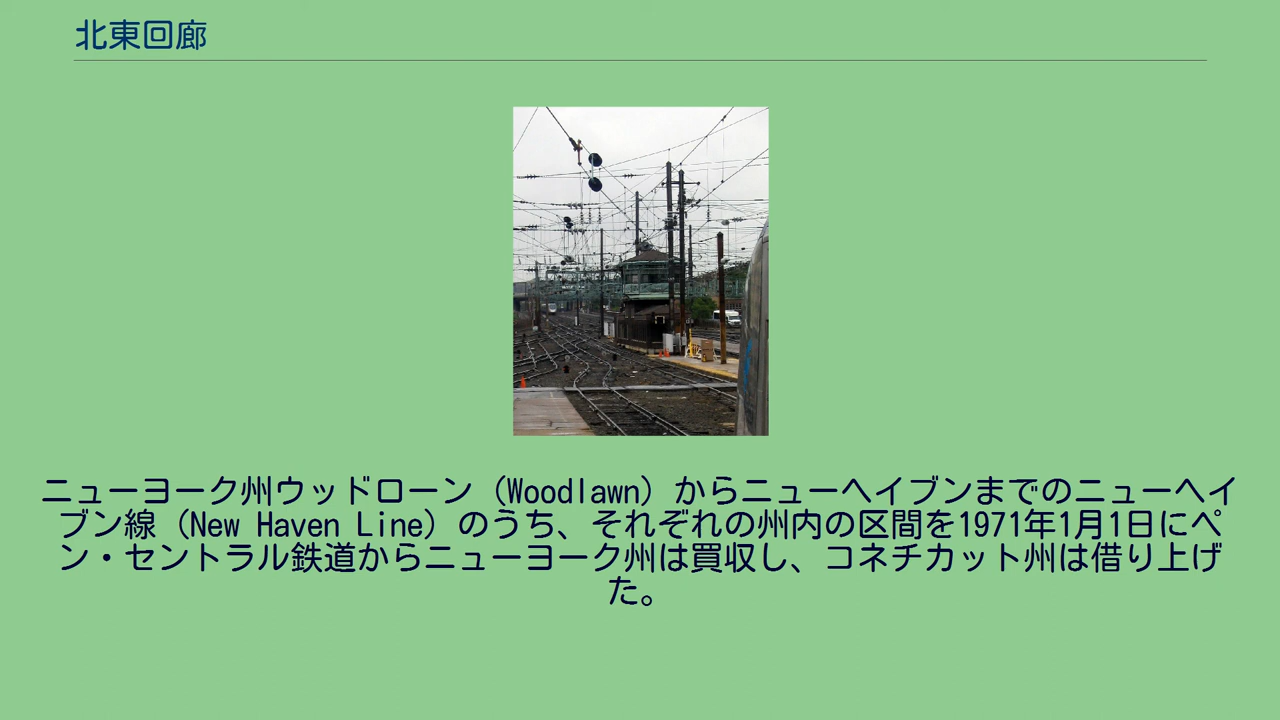 北東回廊
ニューヨーク州ウッドローン（Woodlawn）からニューヘイブンまでのニューヘイ
ブン線（New Haven Line）のうち、それぞれの州内の区間を1971年1月1日にペ
ン・セントラル鉄道からニューヨーク州は買収し、コネチカット州は借り上げ
た。